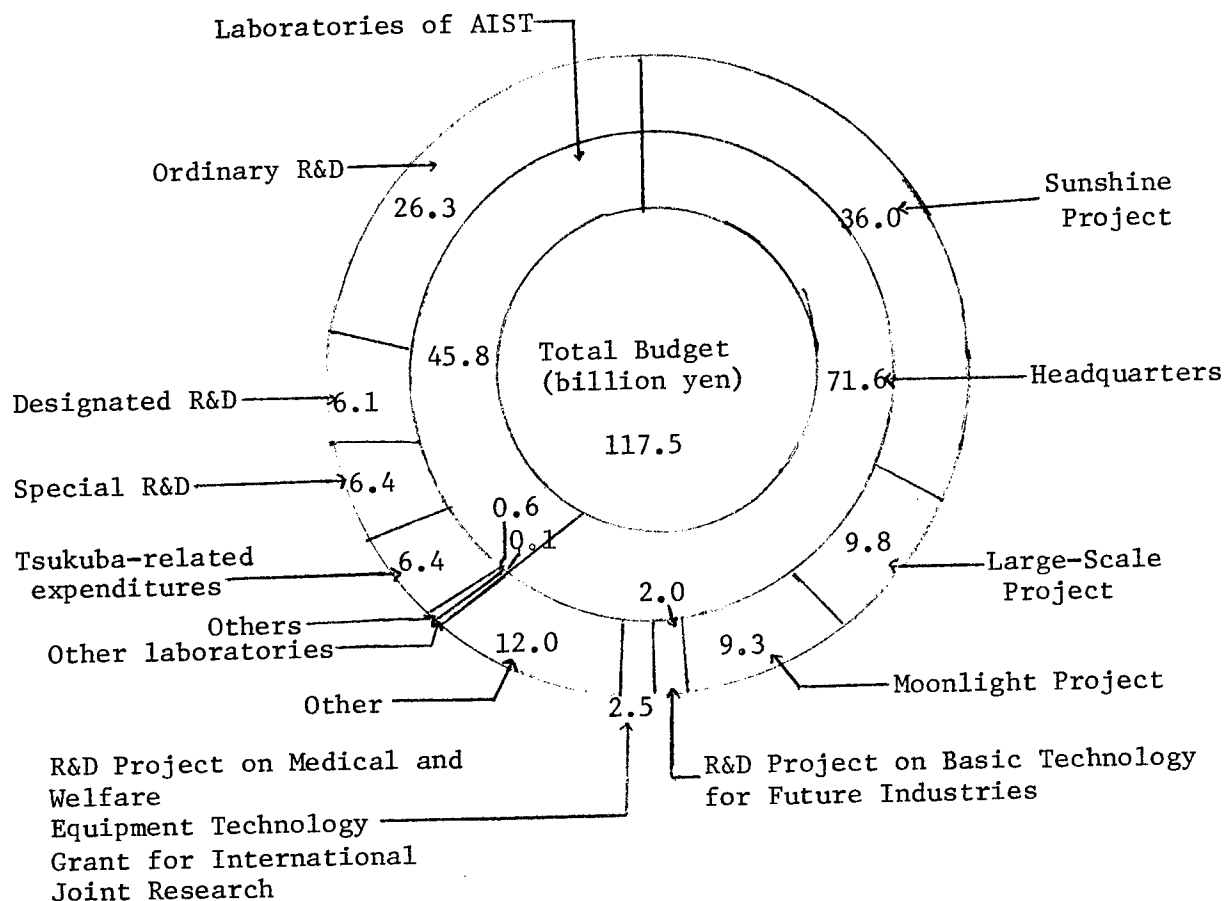 Laboratories of AIST
Ordinary R&D
26.3
Sunshine
Project
36.0
45.8
Total Budget
(billion yen)
117.5
71.6
Headquarters
Designated R&D
6.1
Special R&D
6.4
0.6
0.1
Tsukuba-related
expenditures
6.4
9.8
Large-Scale
Project
Others
Other laboratories
2.0
12.0
9.3
Other
2.5
Moonlight Project
R&D Project on Medical and
Welfare
Equipment Technology
Grant for International
Joint Research
R&D Project on Basic Technology
for Future Industries